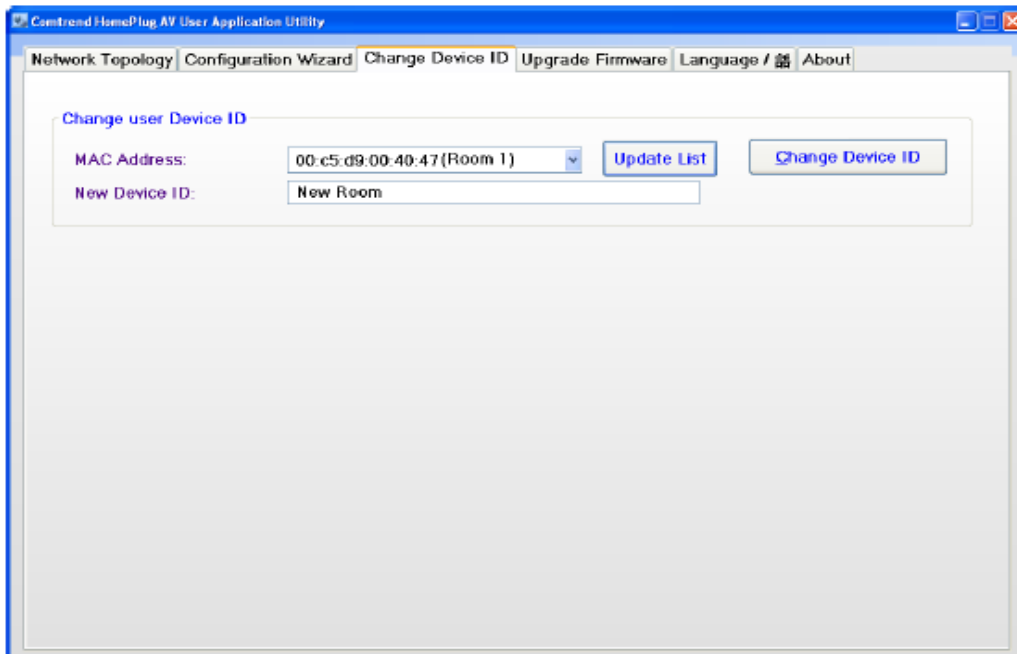 Comtrend HomePlug AV User Application Utility
Network Topology Configuration Wizard Change Device ID Upgrade Firmware Language / 語 About
Change user Device ID
MAC Address: 00:c5:d9:00:40:47(Room 1) Update List Change Device ID
New Device ID: New Room